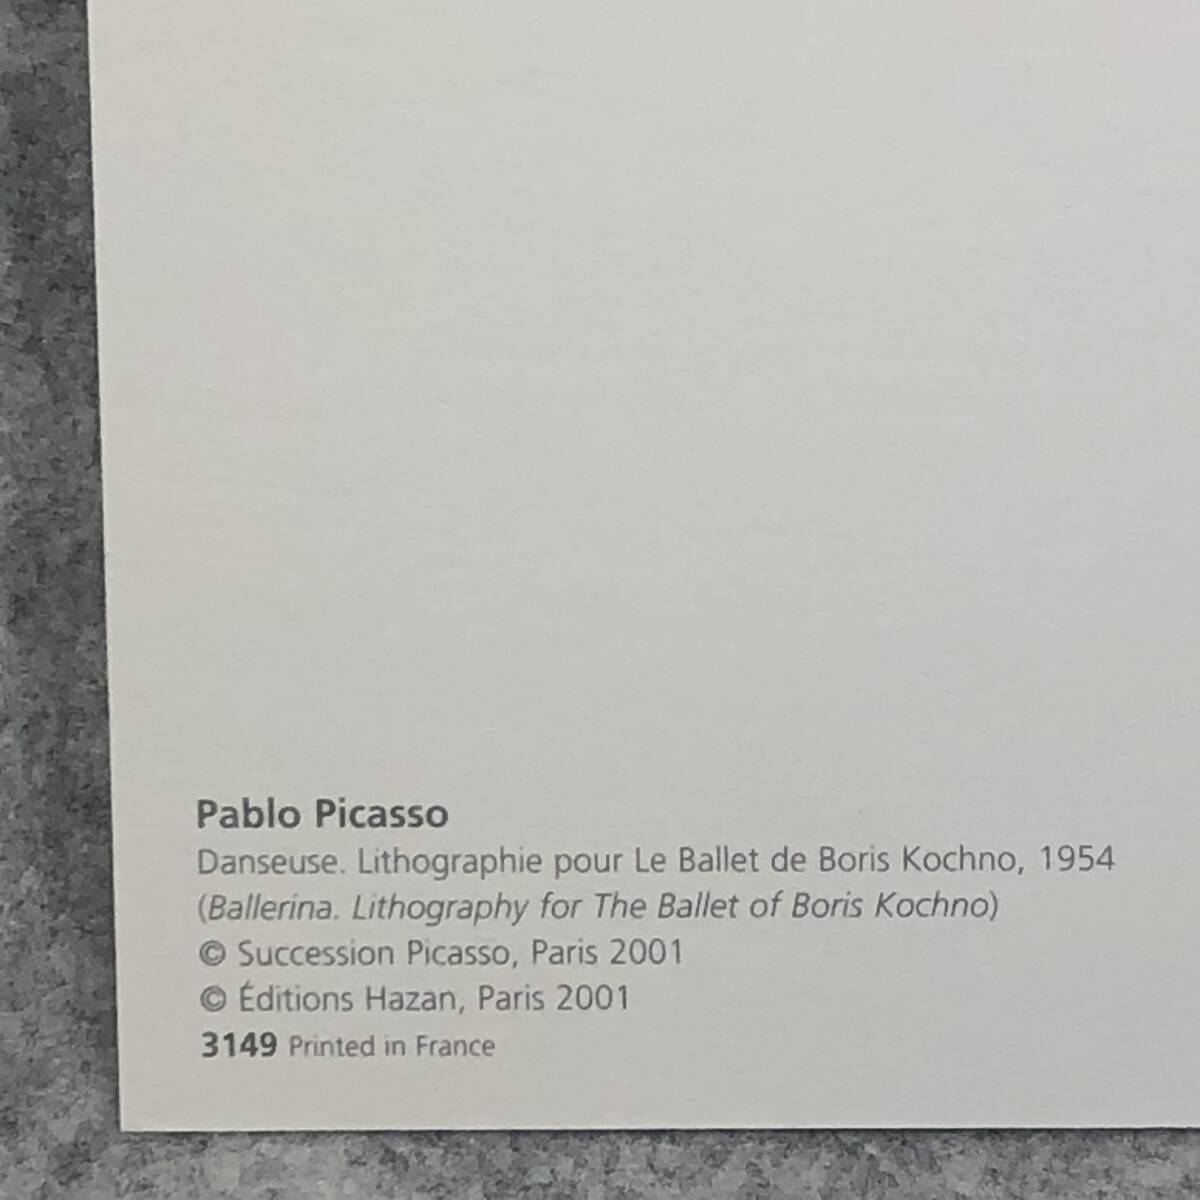 Pablo Picasso
Danseuse. Lithographie pour Le Ballet de Boris Kochno, 1954
(Ballerina. Lithography for The Ballet of Boris Kochno)
© Succession Picasso, Paris 2001
© Éditions Hazan, Paris 2001
3149 Printed in France